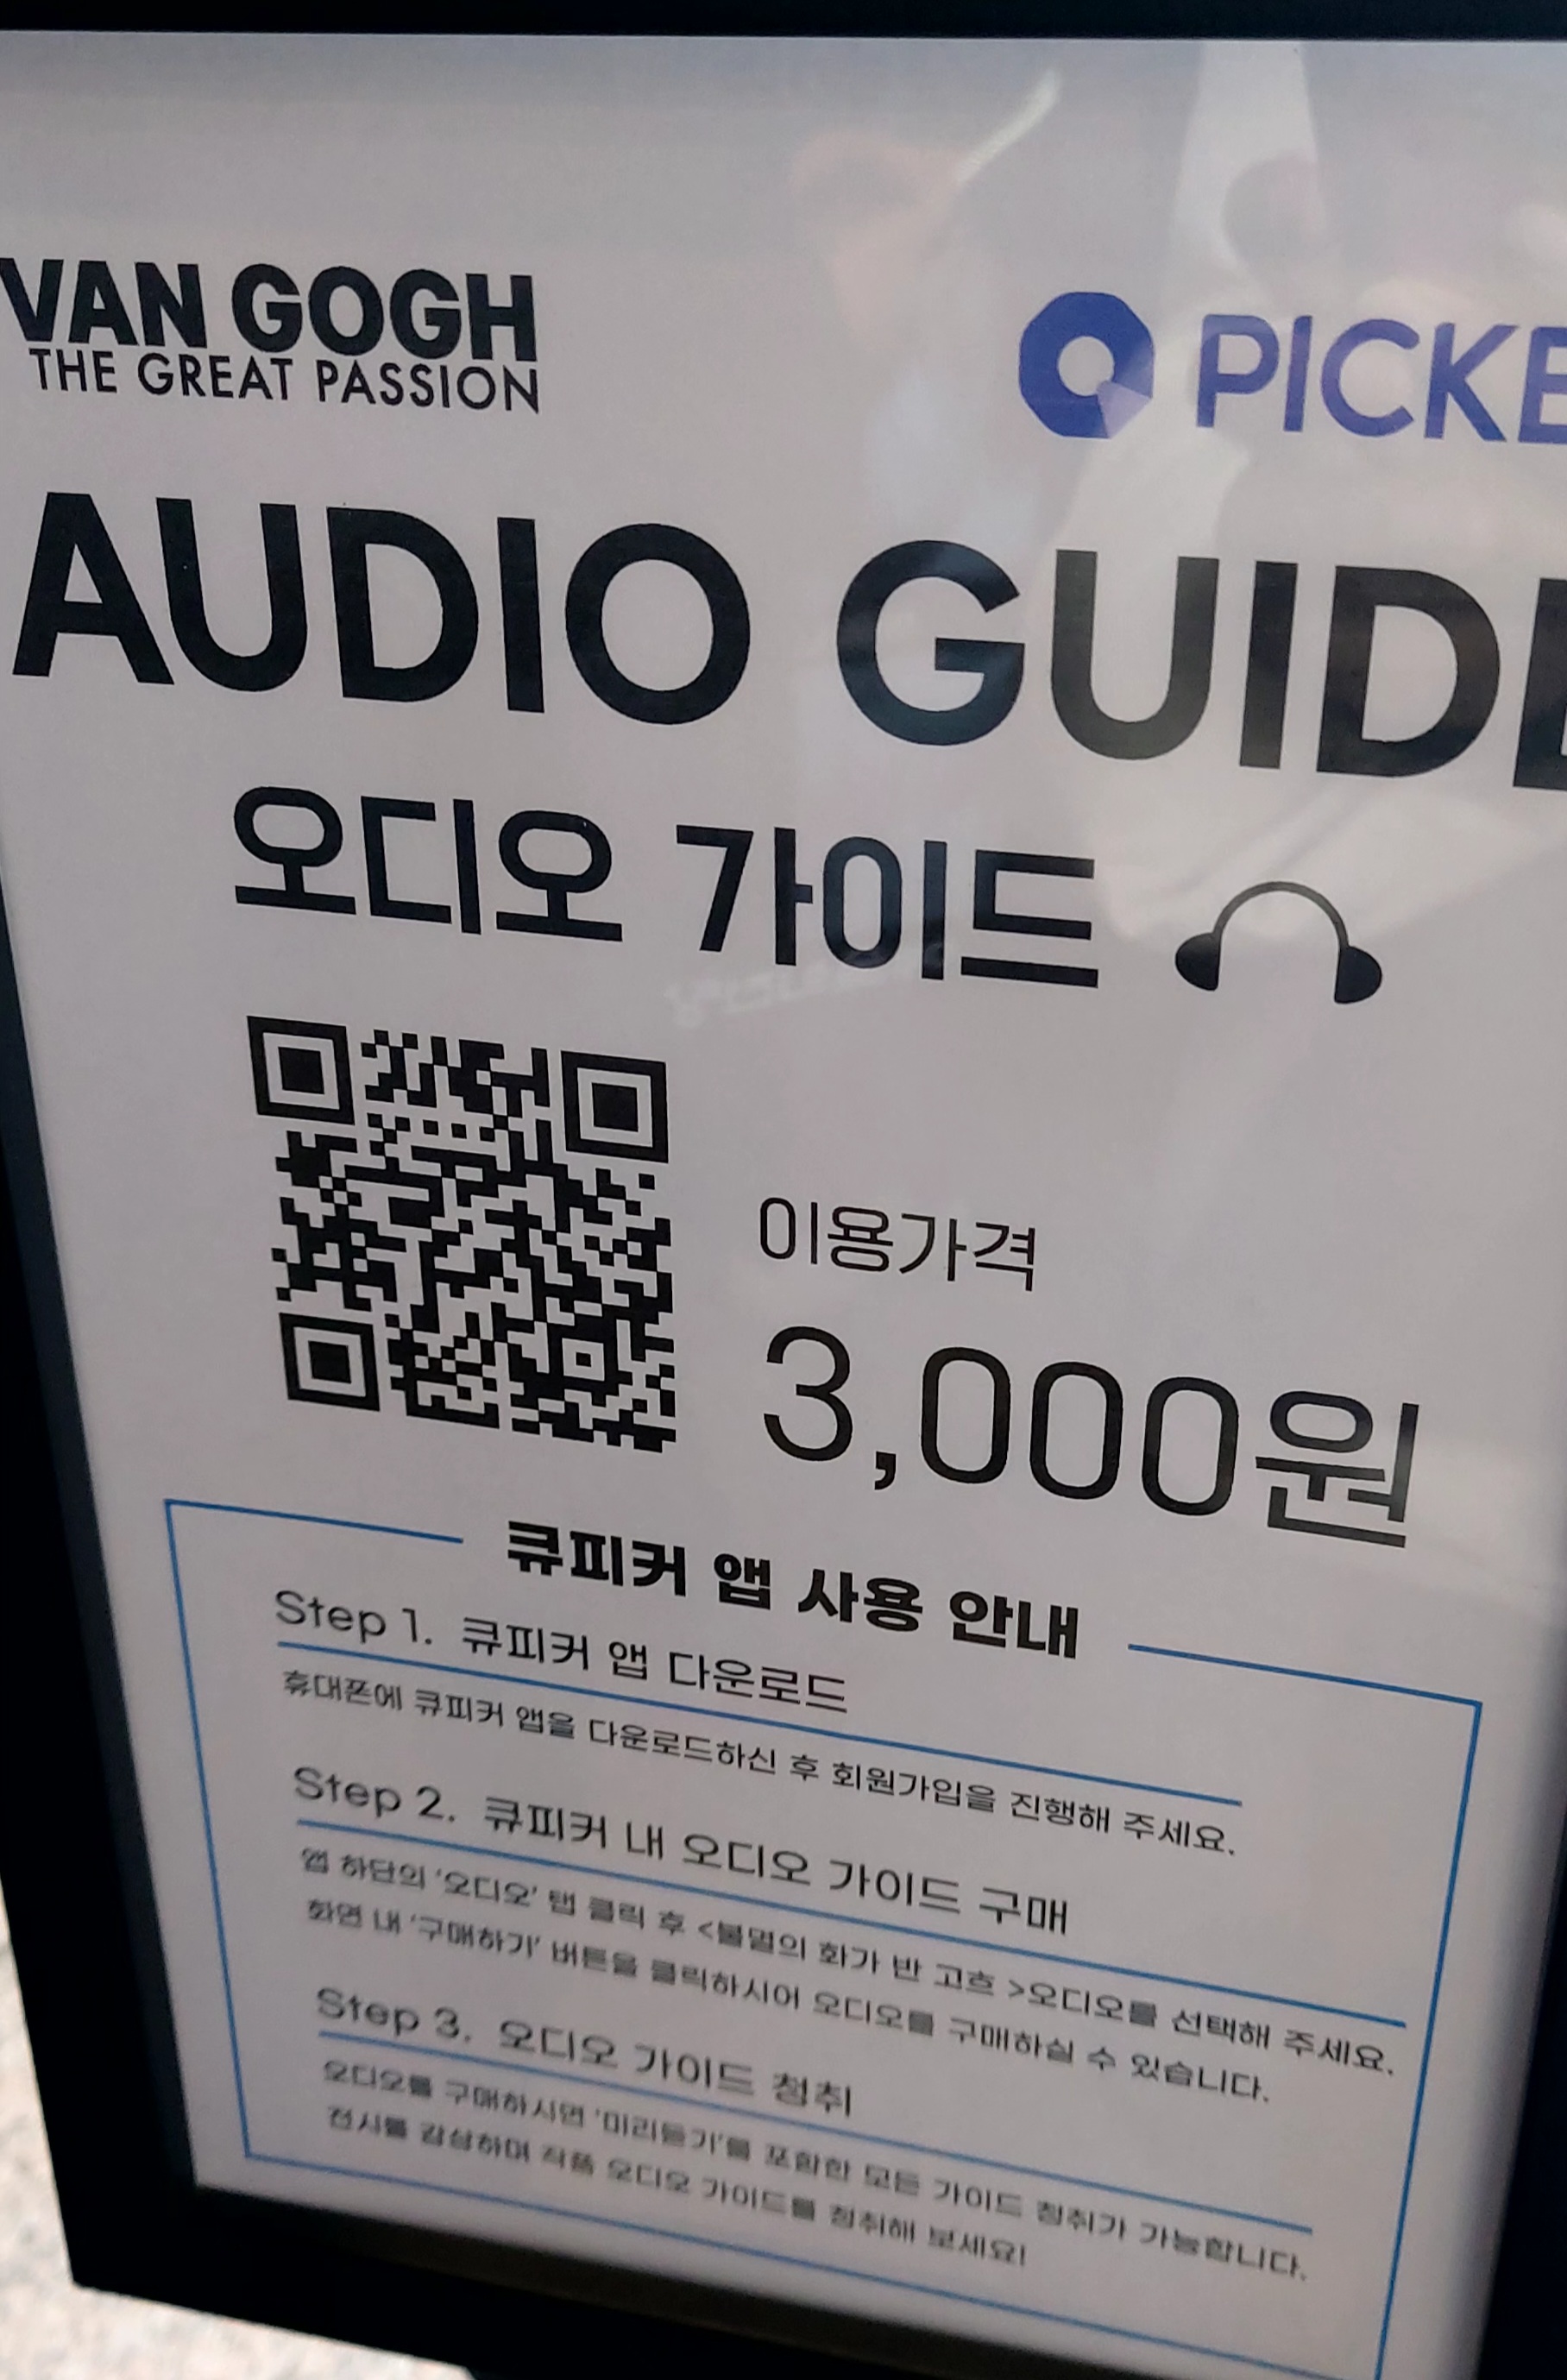 VAN GOGH
THE GREAT PASSION
PICKE
AUDIO GUIDE
오디오 가이드
이용가격
3,000원
큐피커 앱 사용 안내
Step 1. 큐피커 앱 다운로드
휴대폰에 큐피커 앱을 다운로드하신 후 회원가입을 진행해 주세요.
Step 2. 큐피커 내 오디오 가이드 구매
앱 하단의 '오디오' 탭 클릭 후 <불멸의 화가 반 고흐 >오디오를 선택해 주세요.
화면 내 '구매하기' 버튼을 클릭하시어 오디오를 구매하실 수 있습니다.
Step 3. 오디오 가이드 청취
오디오를 구매하시면 '미리듣기'를 포함한 모든 가이드 청취가 가능합니다.
전시를 감상하며 작품 오디오 가이드를 청취해 보세요!